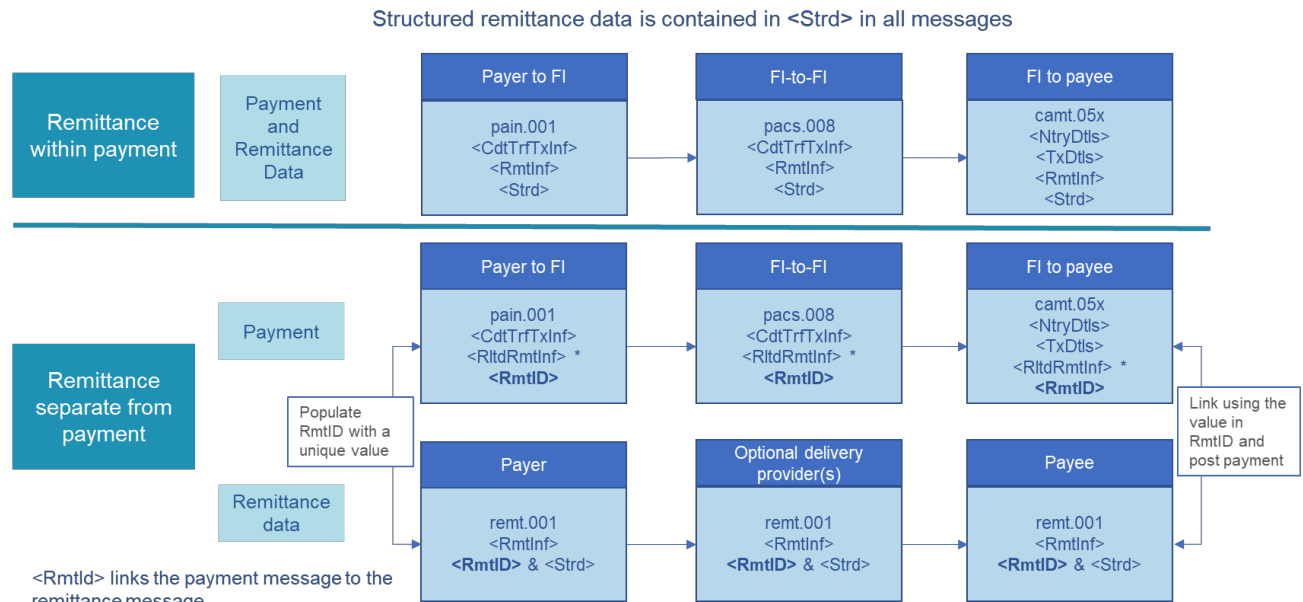 Structured remittance data is contained in <Strd> in all messages
Remittance
within payment
Payment
and
Remittance
Data
Payer to FI
pain.001
<CdtTrfTxInf>
<RmtInf>
<Strd>
FI-to-FI
pacs.008
<CdtTrfTxInf>
<RmtInf>
<Strd>
FI to payee
camt.05x
<NtryDtls>
<TxDtls>
<RmtInf>
<Strd>
Remittance
separate from
payment
Payment
Payer to FI
pain.001
<CdtTrfTxInf>
<RltdRmtInf> *
<RmtID>
FI-to-FI
pacs.008
<CdtTrfTxInf>
<RltdRmtInf> *
<RmtID>
FI to payee
camt.05x
<NtryDtls>
<TxDtls>
<RltdRmtInf> *
<RmtID>
Populate
RmtID with a
unique value
Link using the
value in
RmtID and
post payment
Remittance
data
Payer
remt.001
<RmtInf>
<RmtID> & <Strd>
Optional delivery
provider(s)
remt.001
<RmtInf>
<RmtID> & <Strd>
Payee
remt.001
<RmtInf>
<RmtID> & <Strd>
<RmtId> links the payment message to the
remittance message